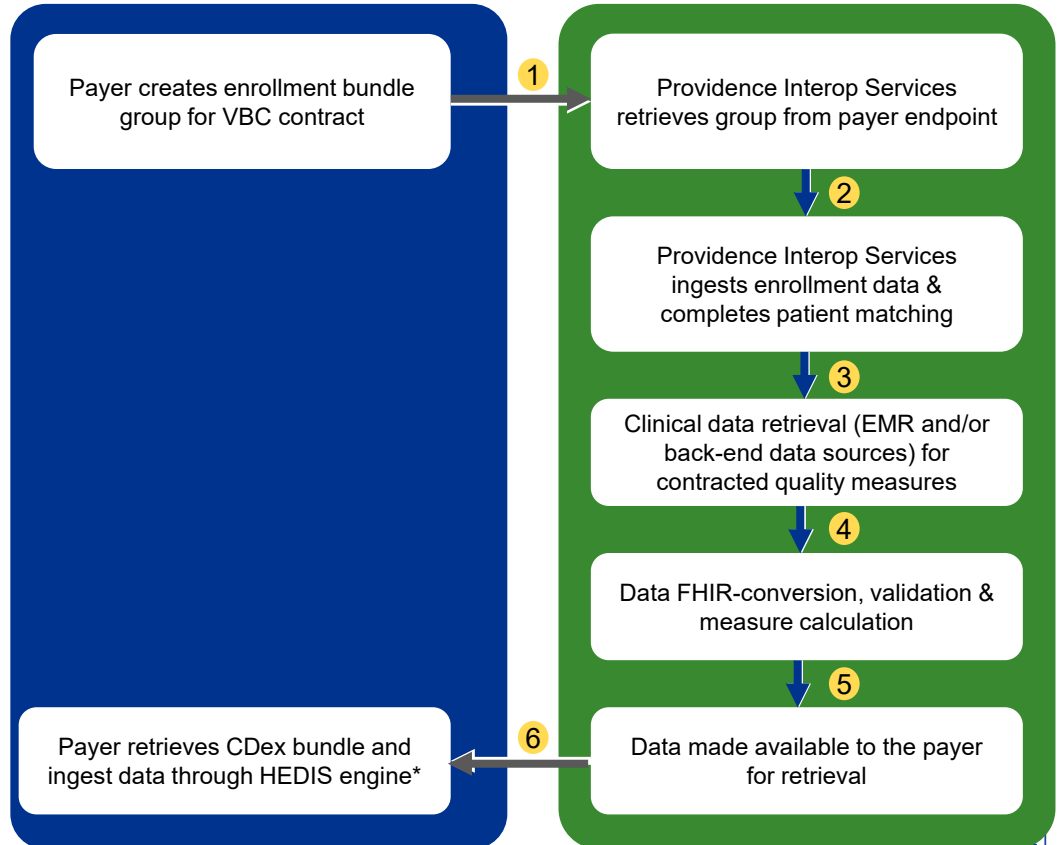 Payer creates enrollment bundle
group for VBC contract
1
Providence Interop Services
retrieves group from payer endpoint
2
Providence Interop Services
ingests enrollment data &
completes patient matching
3
Clinical data retrieval (EMR and/or
back-end data sources) for
contracted quality measures
4
Data FHIR-conversion, validation &
measure calculation
5
Data made available to the payer
for retrieval
6
Payer retrieves CDex bundle and
ingest data through HEDIS engine*